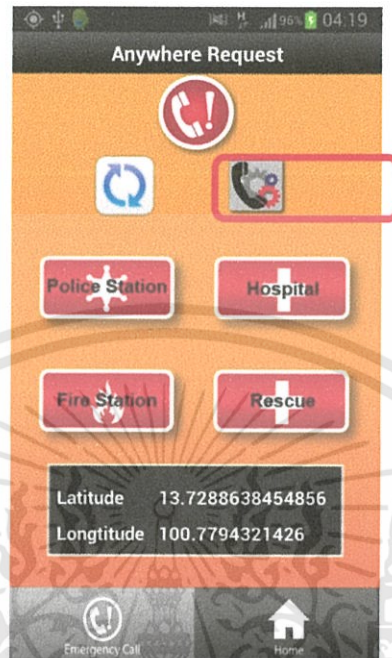 H 96% 04:19
Anywhere Request
Police Station Hospital
Fire Station Rescue
Latitude 13.7288638454856
Longtitude 100.7794321426
Emergency Call Home